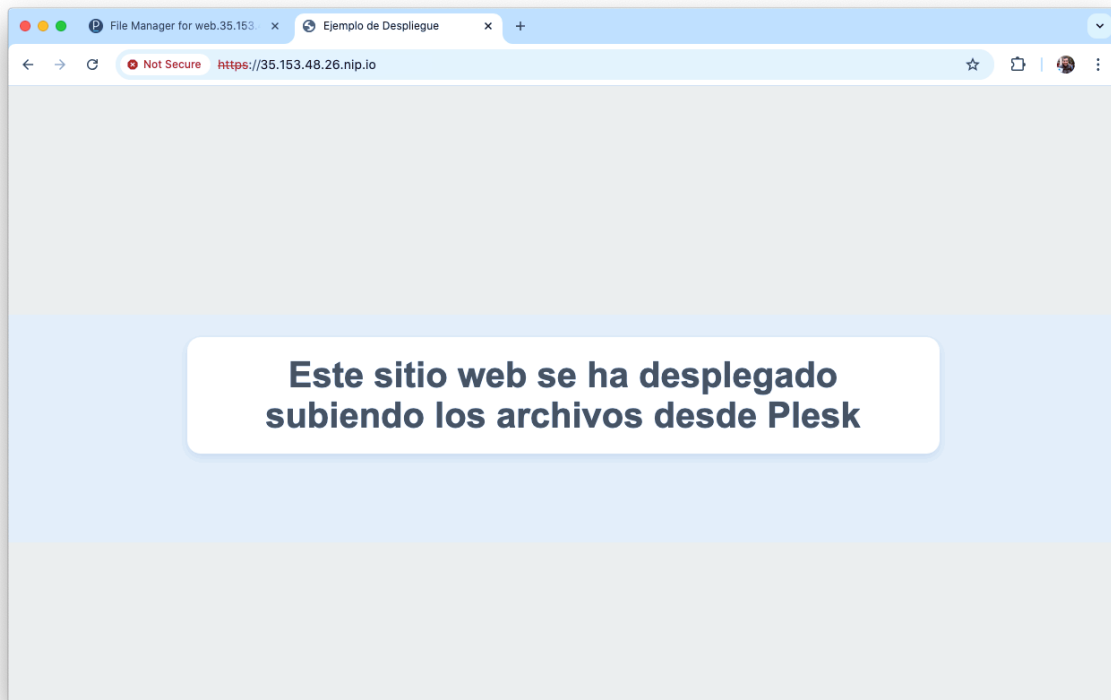 File Manager for web.35.153.
Ejemplo de Despliegue
Not Secure https://35.153.48.26.nip.io
Este sitio web se ha desplegado
subiendo los archivos desde Plesk